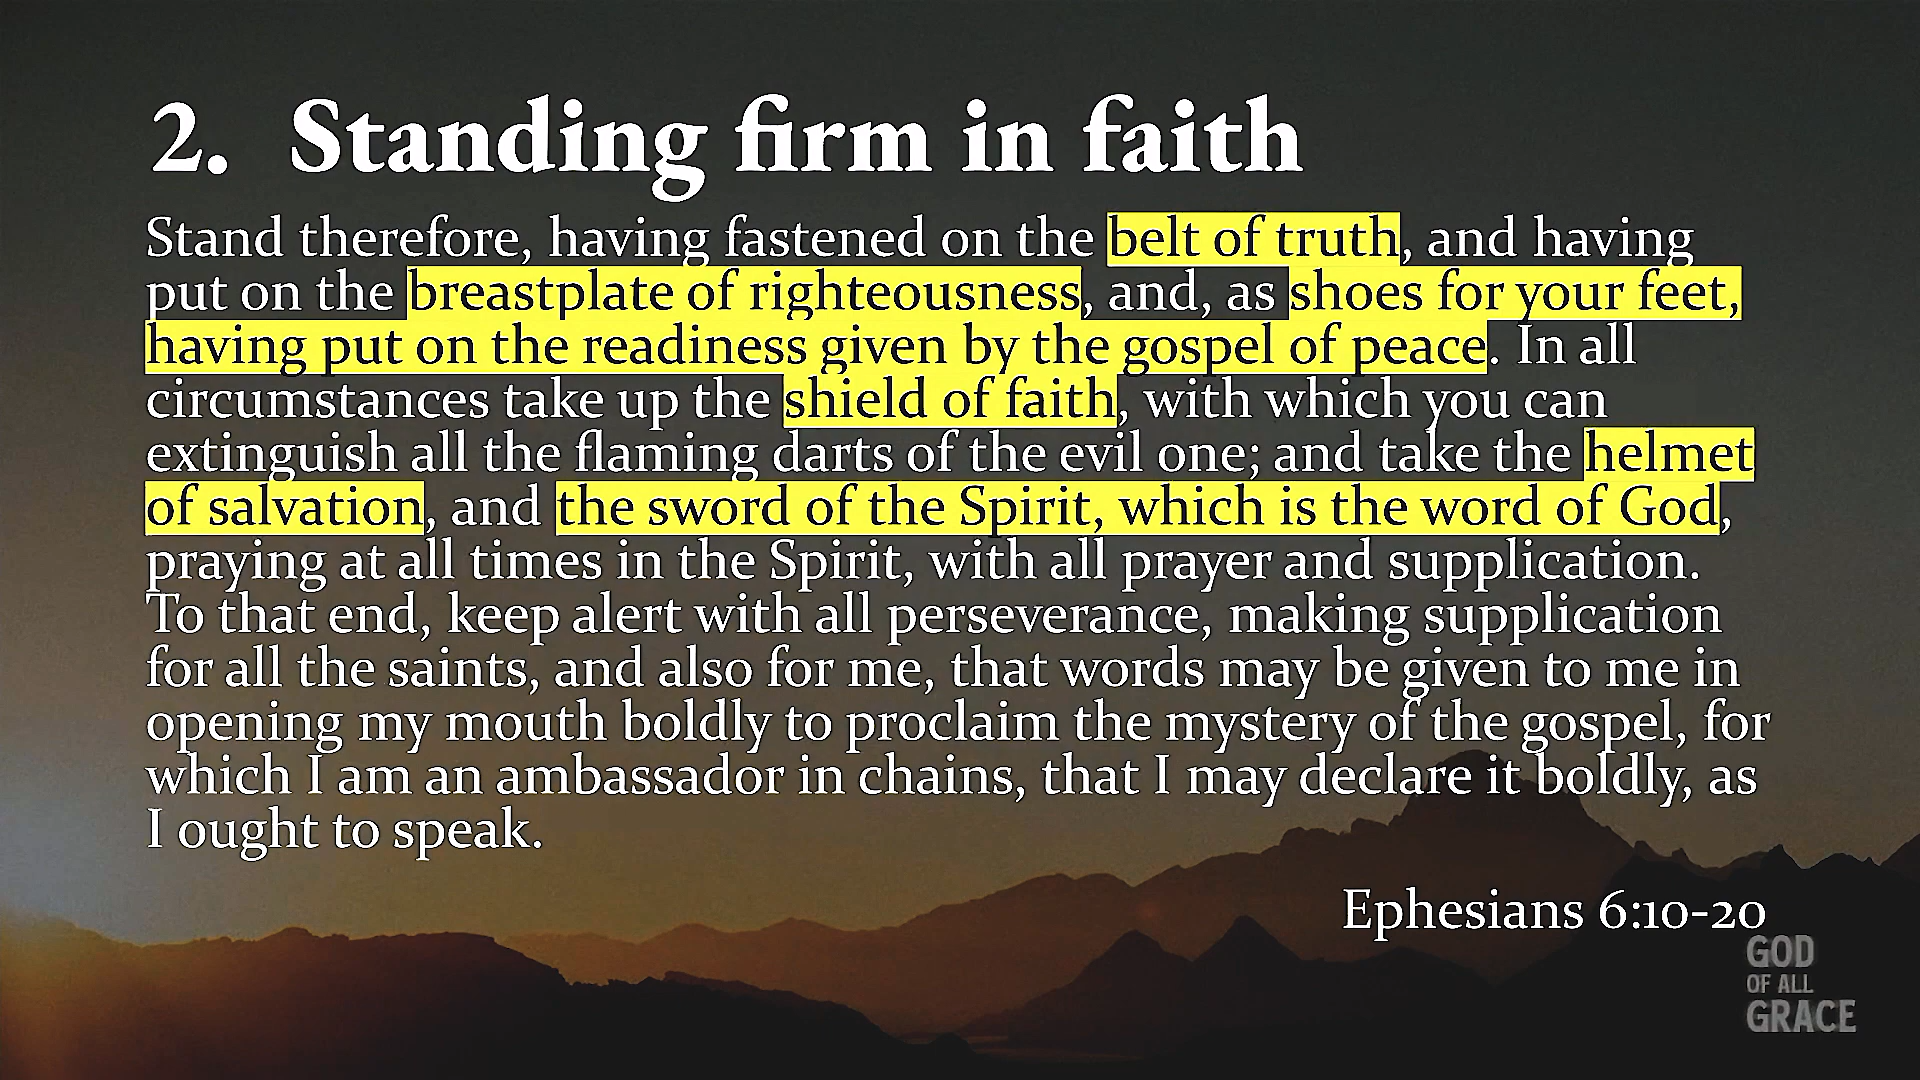 2. Standing firm in faith
Stand therefore, having fastened on the belt of truth, and having
put on the breastplate of righteousness, and, as shoes for your feet,
having put on the readiness given by the gospel of peace. In all
circumstances take up the shield of faith, with which you can
extinguish all the flaming darts of the evil one; and take the helmet
of salvation, and the sword of the Spirit, which is the word of God,
praying at all times in the Spirit, with all prayer and supplication.
To that end, keep alert with all perseverance, making supplication
for all the saints, and also for me, that words may be given to me in
opening my mouth boldly to proclaim the mystery of the gospel, for
which I am an ambassador in chains, that I may declare it boldly, as
I ought to speak.
Ephesians 6:10-20
GOD
OF ALL
GRACE